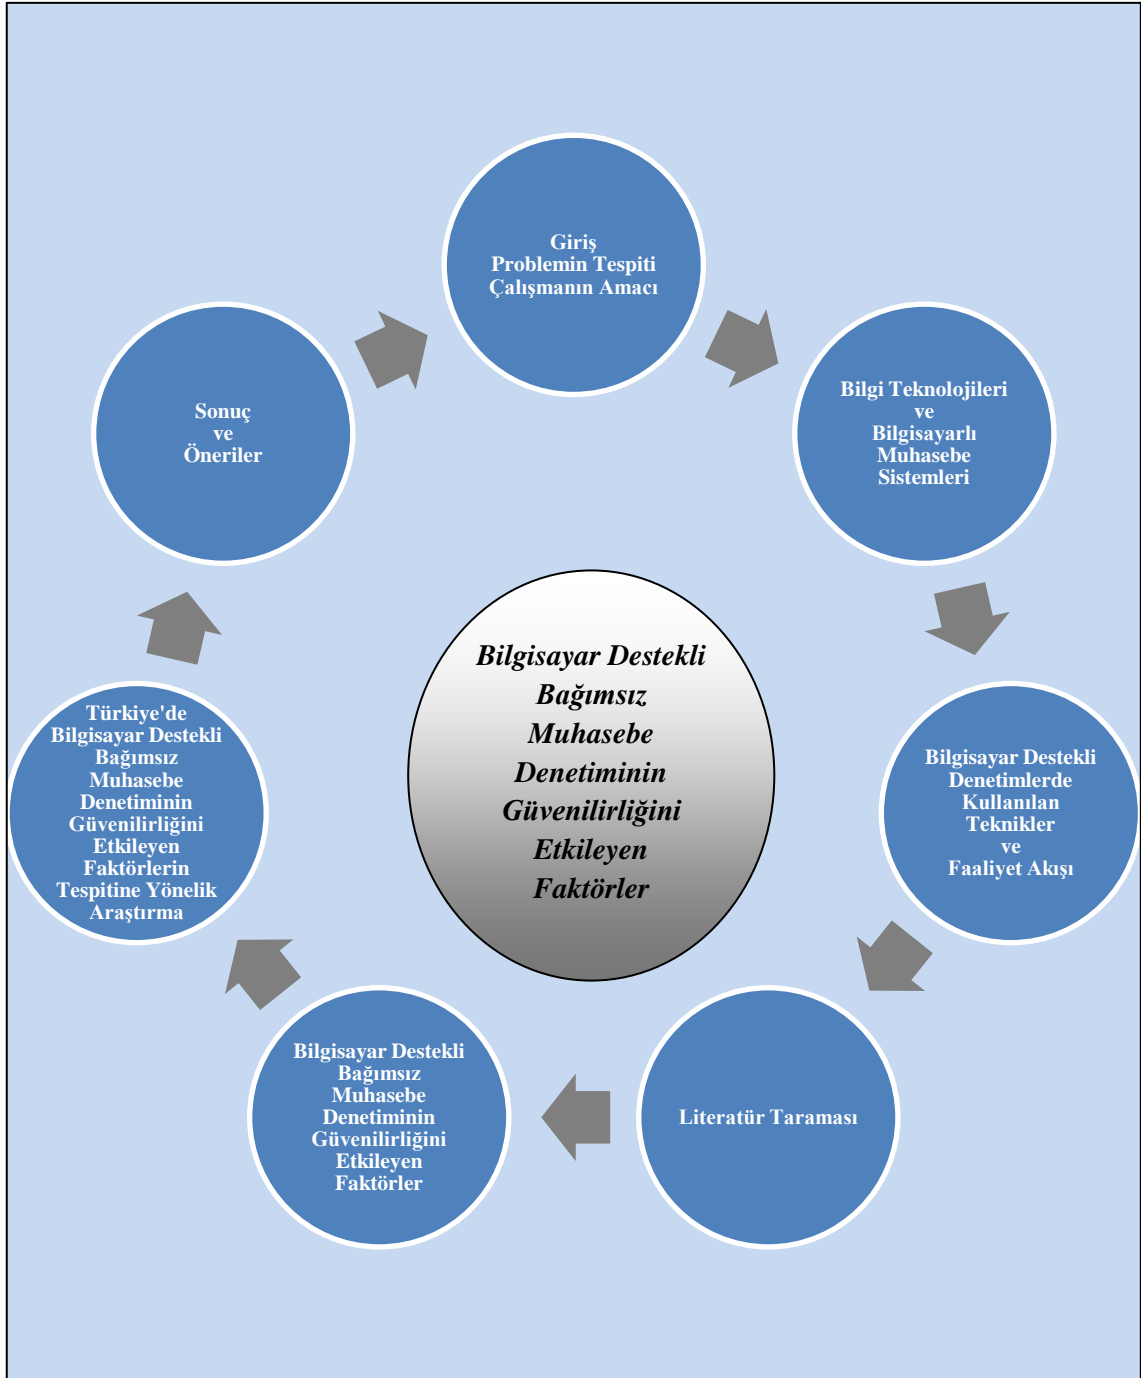 Giriş
Problemin Tespiti
Çalışmanın Amacı
Bilgi Teknolojileri
ve
Bilgisayarlı
Muhasebe
Sistemleri
Bilgisayar Destekli
Denetimlerde
Kullanılan
Teknikler
ve
Faaliyet Akışı
Literatür Taraması
Bilgisayar Destekli
Bağımsız
Muhasebe
Denetiminin
Güvenilirliğini
Etkileyen
Faktörler
Türkiye'de
Bilgisayar Destekli
Bağımsız
Muhasebe
Denetiminin
Güvenilirliğini
Etkileyen
Faktörlerin
Tespitine Yönelik
Araştırma
Sonuç
ve
Öneriler
Bilgisayar Destekli
Bağımsız
Muhasebe
Denetiminin
Güvenilirliğini
Etkileyen
Faktörler